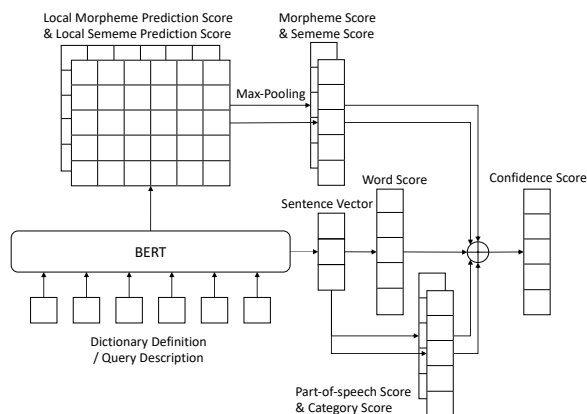 Local Morpheme Prediction Score
& Local Sememe Prediction Score
Morpheme Score
& Sememe Score
Max-Pooling
Word Score
Confidence Score
Sentence Vector
BERT
Dictionary Definition
/ Query Description
Part-of-speech Score
& Category Score